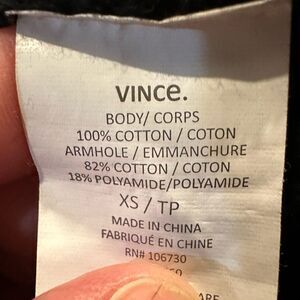 VINCE.
BODY/ CORPS
100% COTTON / COTON
ARMHOLE / EMMANCHURE
82% COTTON / COTON
18% POLYAMIDE/POLYAMIDE
XS / TP
MADE IN CHINA
FABRIQUÉ EN CHINE
RN# 106730